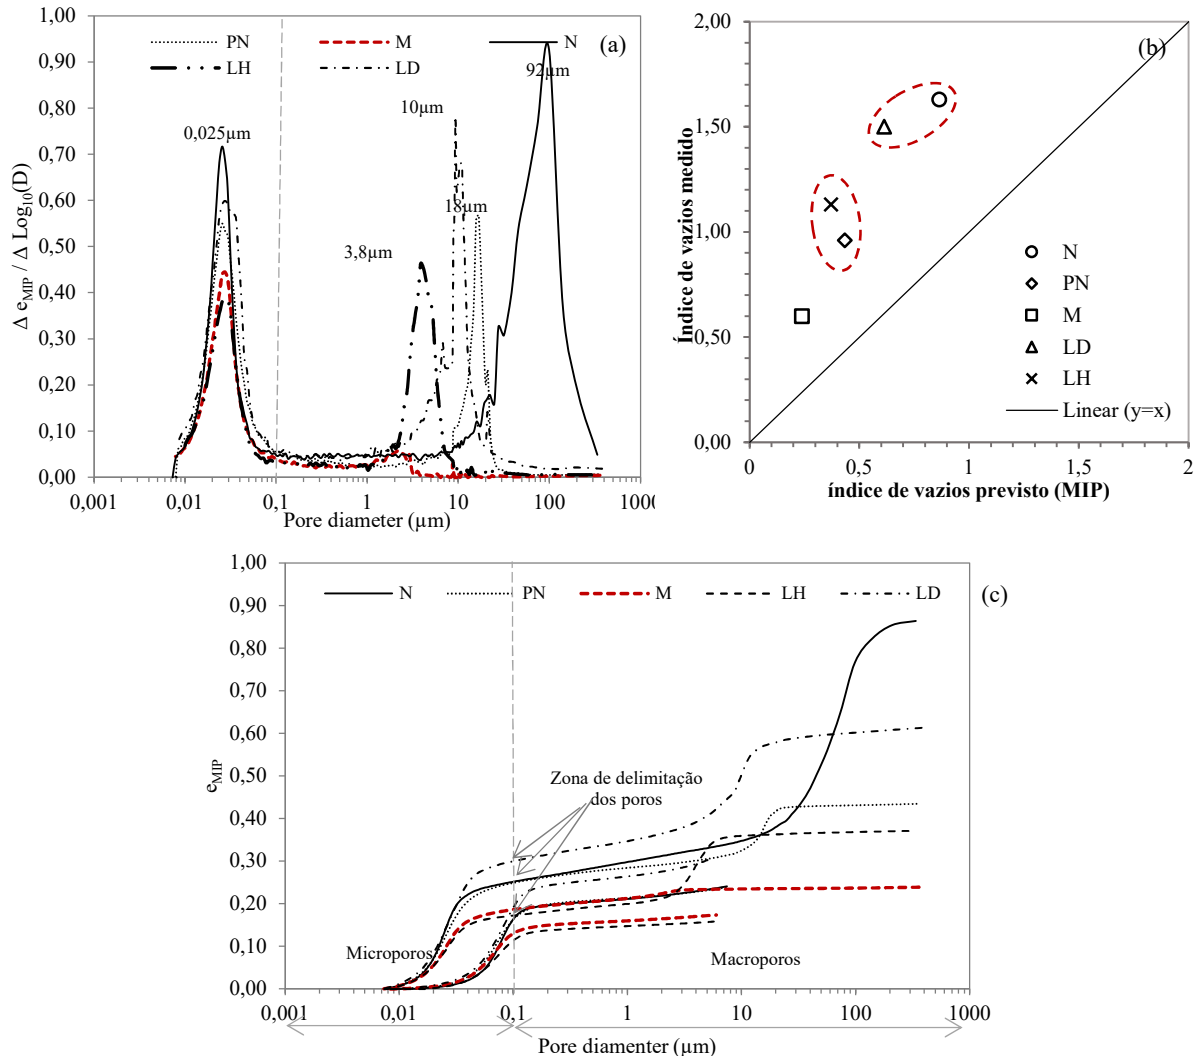 1,00
0,90
0,80
0,70
0,60
0,50
0,40
0,30
0,20
0,10
0,00
Δ e_MIP / Δ Log₁₀(D)
PN M N (a)
LH LD
92µm
10µm
0,025µm
18µm
3,8µm
0,001 0,01 0,1 1 10 100 1000
Pore diameter (µm)
2,00
1,50
1,00
0,50
0,00
Índice de vazios medido
(b)
N
PN
M
LD
LH
Linear (y=x)
0 0,5 1 1,5 2
índice de vazios previsto (MIP)
1,00
0,90
0,80
0,70
0,60
0,50
0,40
0,30
0,20
0,10
0,00
e_MIP
N PN M LH LD (c)
Zona de delimitação
dos poros
Microporos
Macroporos
0,001 0,01 0,1 1 10 100 1000
Pore diamenter (µm)